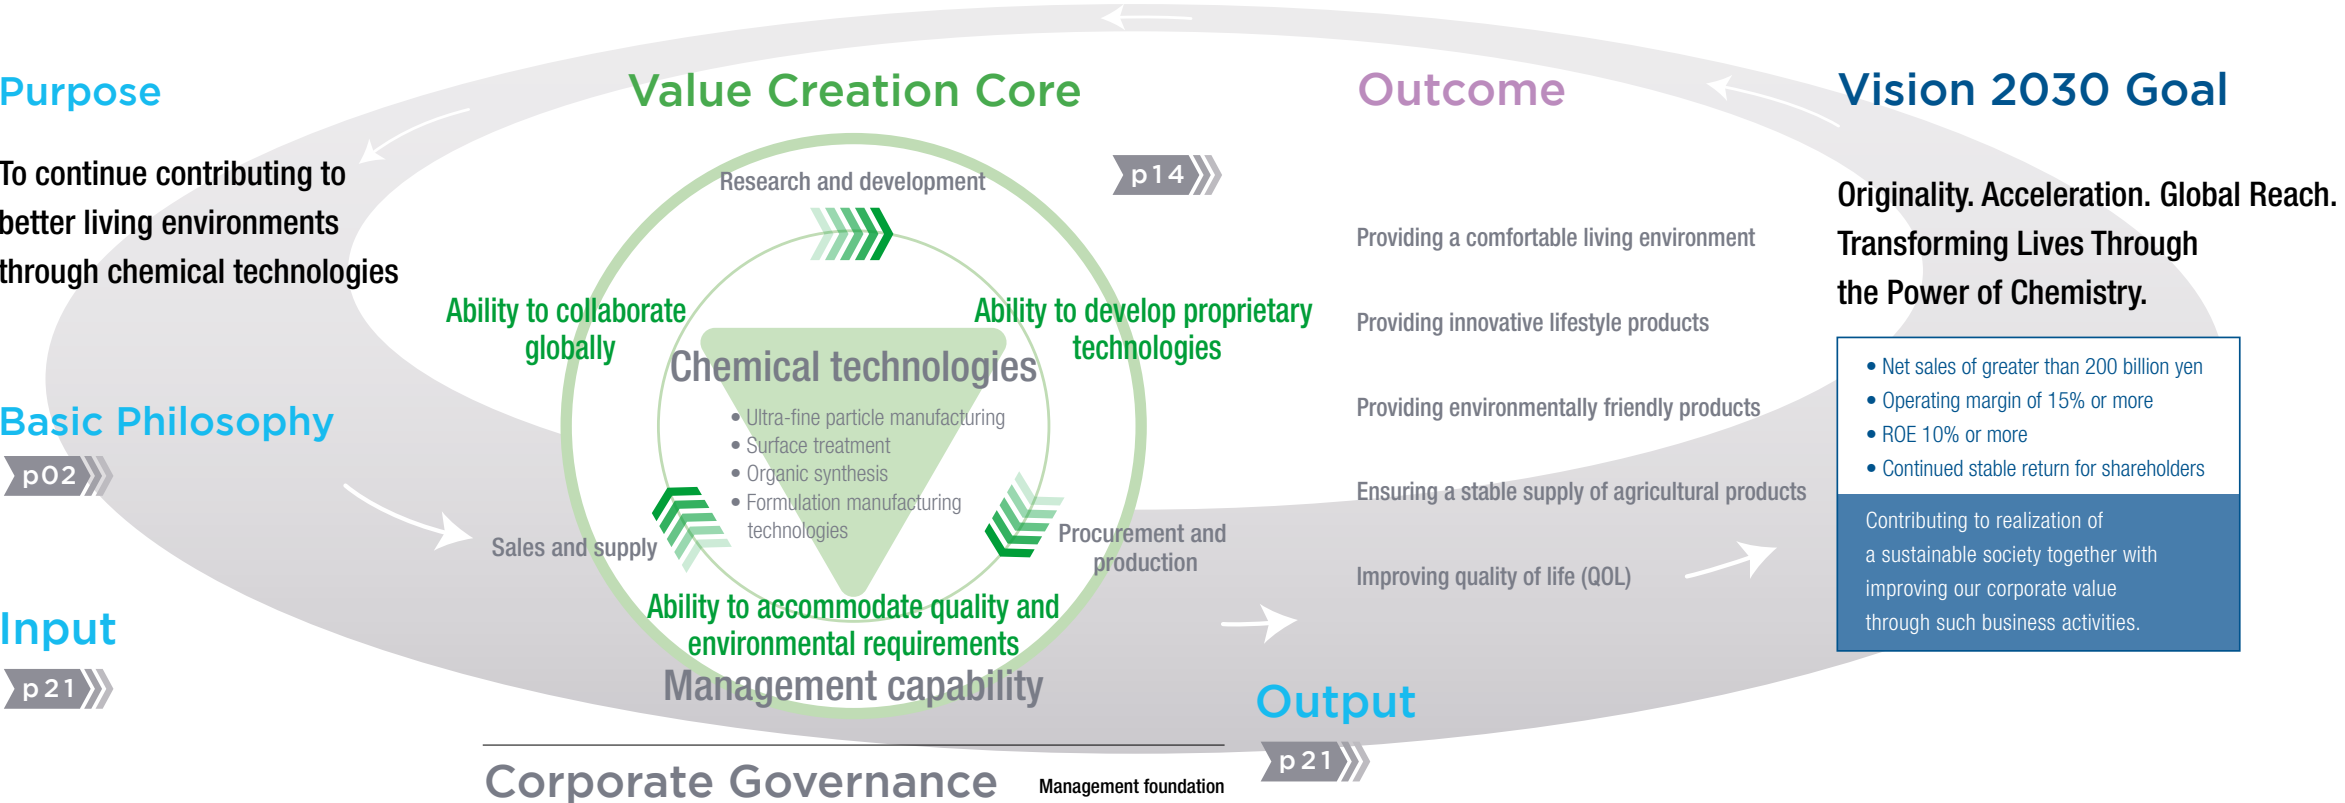 Purpose
To continue contributing to
better living environments
through chemical technologies
Basic Philosophy
p02
Input
p21
Value Creation Core
p14
Research and development
Ability to collaborate
globally
Ability to develop proprietary
technologies
Chemical technologies
• Ultra-fine particle manufacturing
• Surface treatment
• Organic synthesis
• Formulation manufacturing
technologies
Sales and supply
Procurement and
production
Ability to accommodate quality and
environmental requirements
Management capability
Corporate Governance
Management foundation
Outcome
Providing a comfortable living environment
Providing innovative lifestyle products
Providing environmentally friendly products
Ensuring a stable supply of agricultural products
Improving quality of life (QOL)
Output
p21
Vision 2030 Goal
Originality. Acceleration. Global Reach.
Transforming Lives Through
the Power of Chemistry.
• Net sales of greater than 200 billion yen
• Operating margin of 15% or more
• ROE 10% or more
• Continued stable return for shareholders
Contributing to realization of
a sustainable society together with
improving our corporate value
through such business activities.